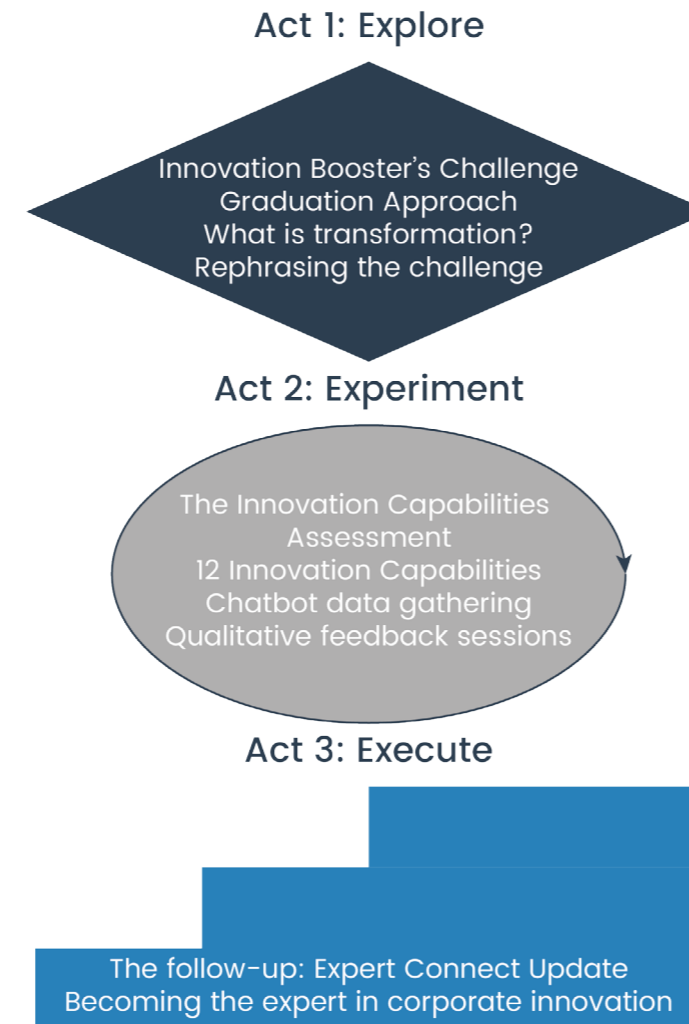 Act 1: Explore
Innovation Booster’s Challenge
Graduation Approach
What is transformation?
Rephrasing the challenge
Act 2: Experiment
The Innovation Capabilities
Assessment
12 Innovation Capabilities
Chatbot data gathering
Qualitative feedback sessions
Act 3: Execute
The follow-up: Expert Connect Update
Becoming the expert in corporate innovation